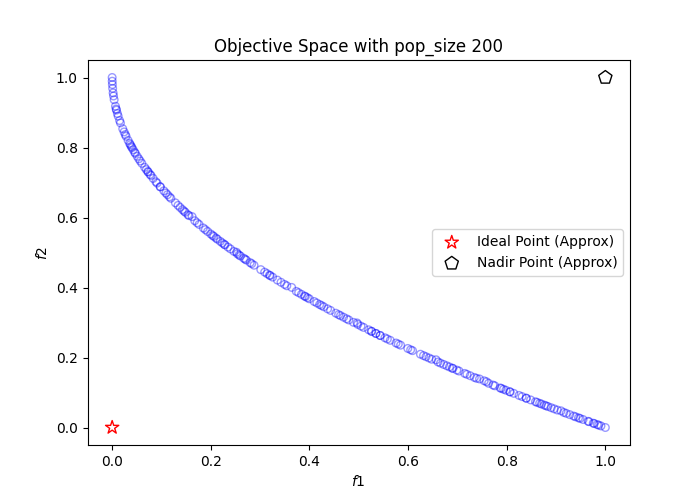 Objective Space with pop_size 200
1.0
0.8
0.6
0.4
0.2
0.0
f2
Ideal Point (Approx)
Nadir Point (Approx)
0.0 0.2 0.4 0.6 0.8 1.0
f1